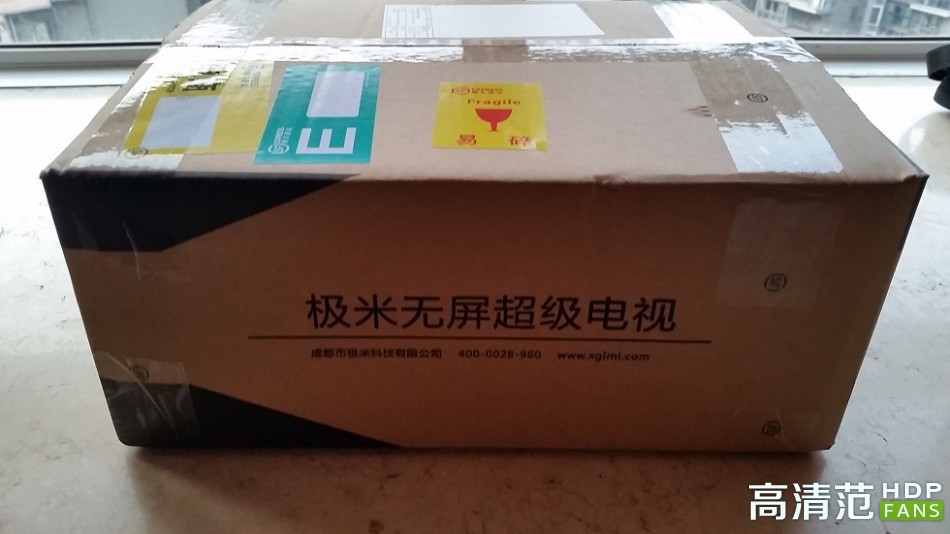 Fragile
易碎
E
极米无屏超级电视
成都市极米科技有限公司 400-0028-960 www.xgimi.com
高清范 HDP
FANS